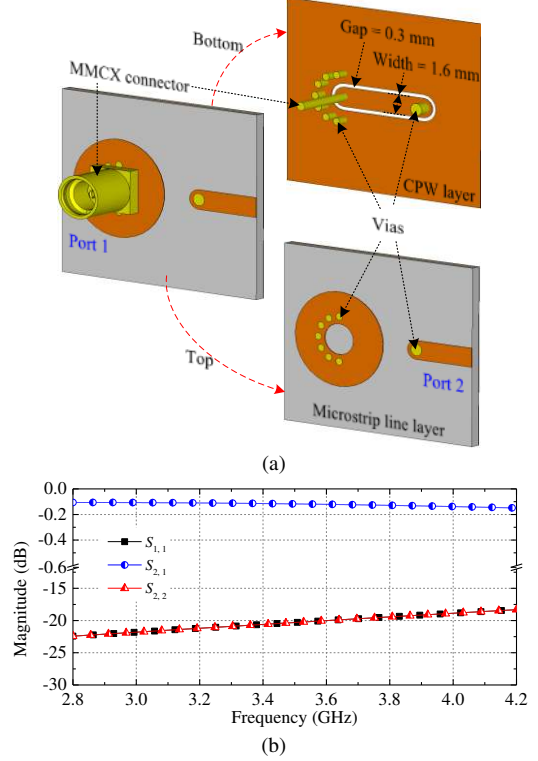 Bottom
Gap = 0.3 mm
MMCX connector
Width = 1.6 mm
CPW layer
Port 1
Vias
Top
Port 2
Microstrip line layer
(a)
0.0
-0.2
-0.4
-0.6
-15
-20
-25
-30
Magnitude (dB)
S1, 1
S2, 1
S2, 2
2.8 3.0 3.2 3.4 3.6 3.8 4.0 4.2
Frequency (GHz)
(b)